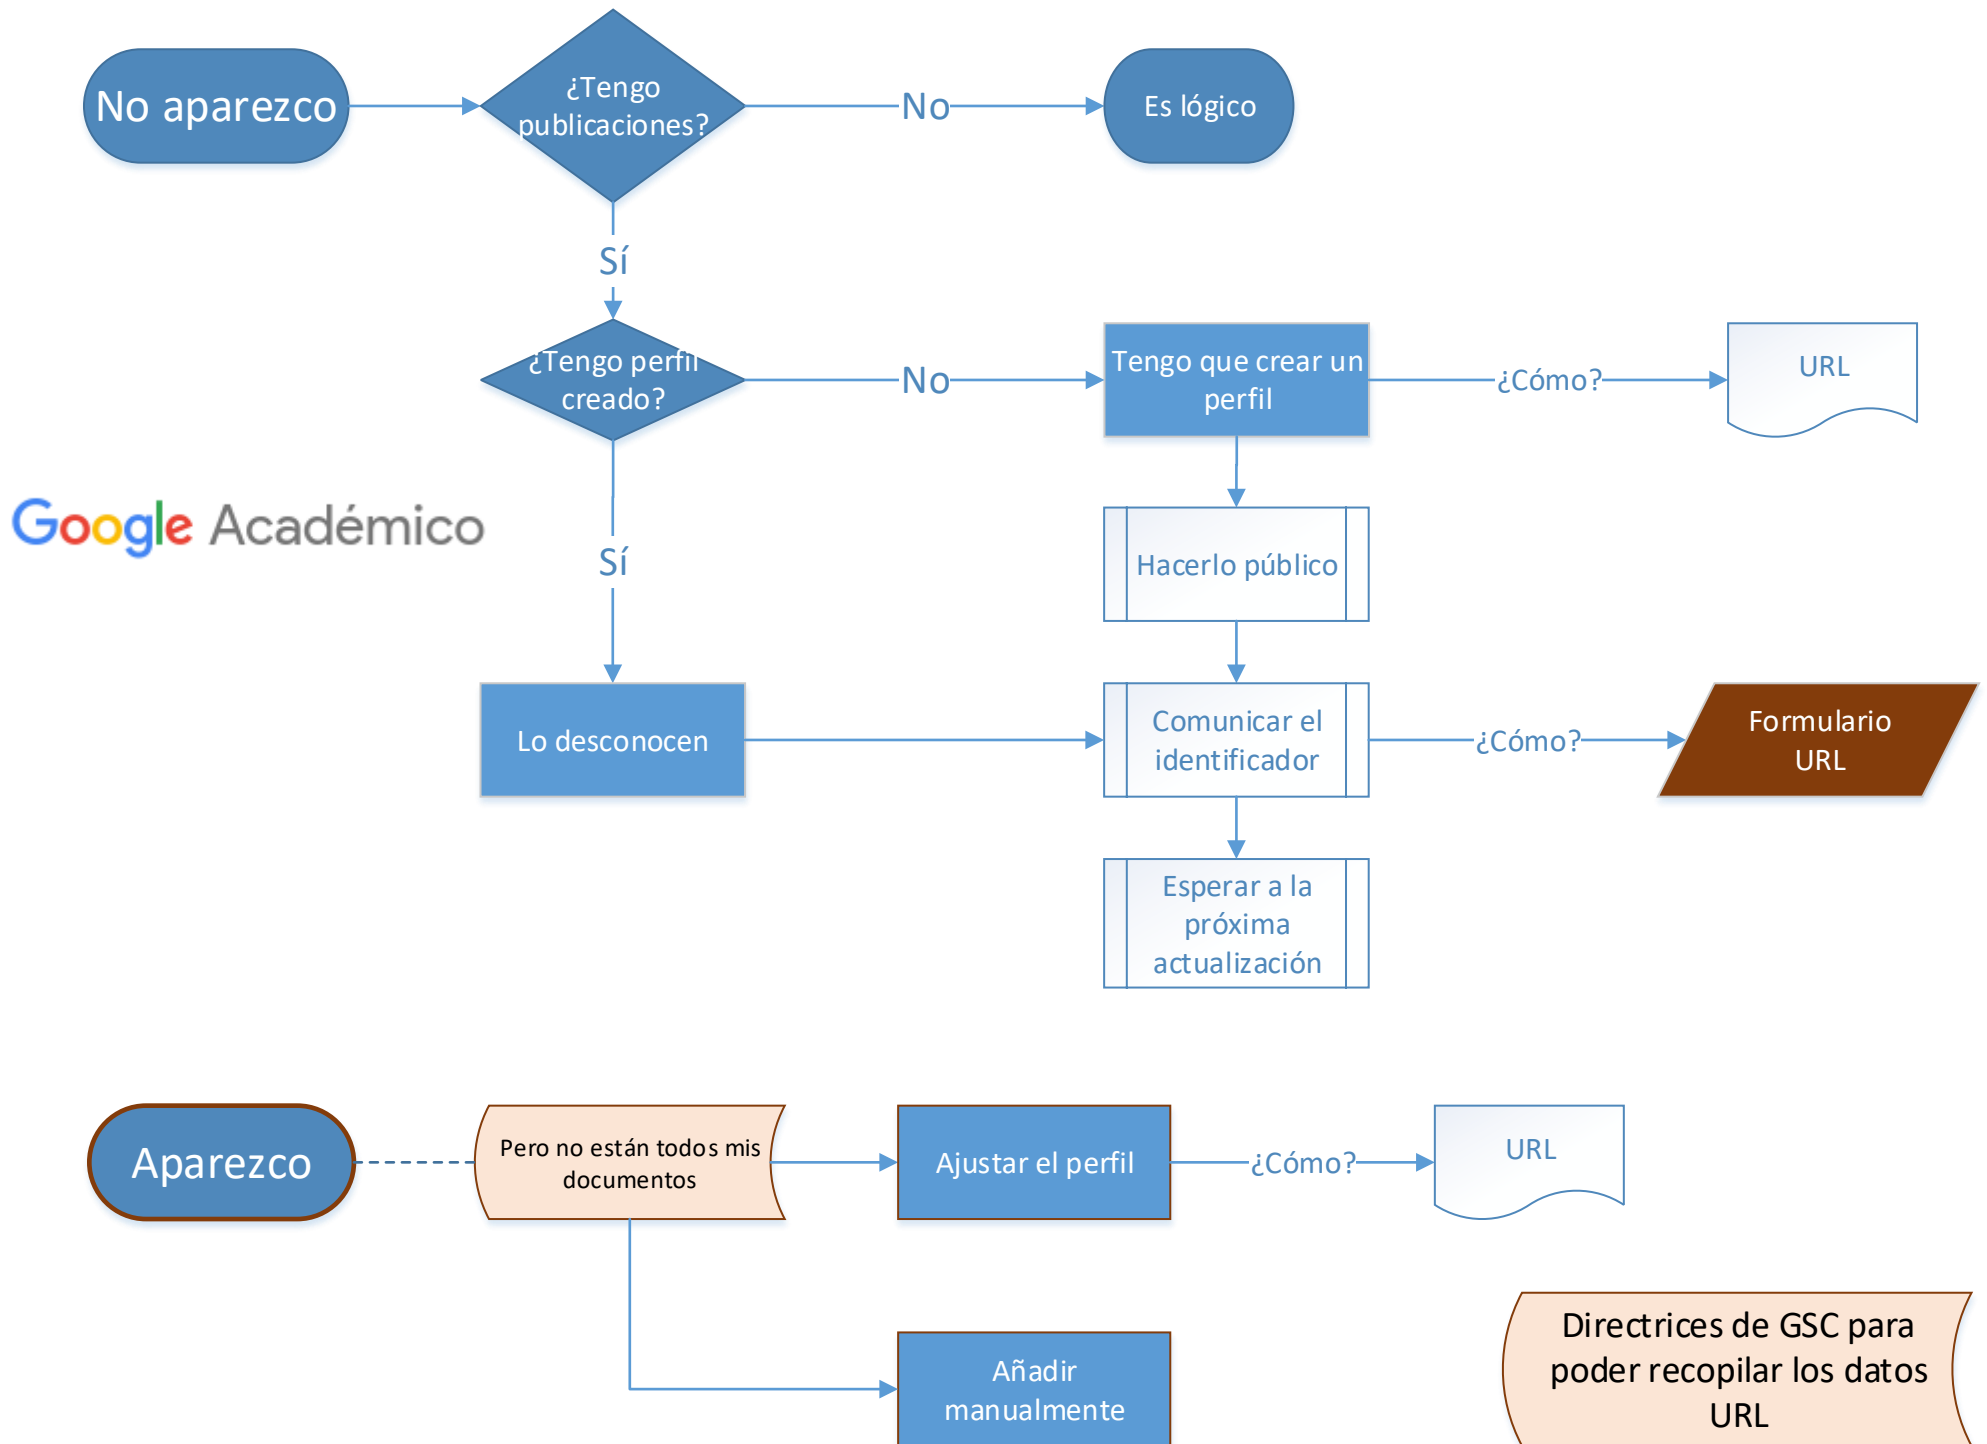 No aparezco
¿Tengo
publicaciones?
No
Es lógico
Sí
¿Tengo perfil
creado?
No
Tengo que crear un
perfil
¿Cómo?
URL
Google Académico
Sí
Hacerlo público
Lo desconocen
Comunicar el
identificador
¿Cómo?
Formulario
URL
Esperar a la
próxima
actualización
Aparezco
Pero no están todos mis
documentos
Ajustar el perfil
¿Cómo?
URL
Añadir
manualmente
Directrices de GSC para
poder recopilar los datos
URL